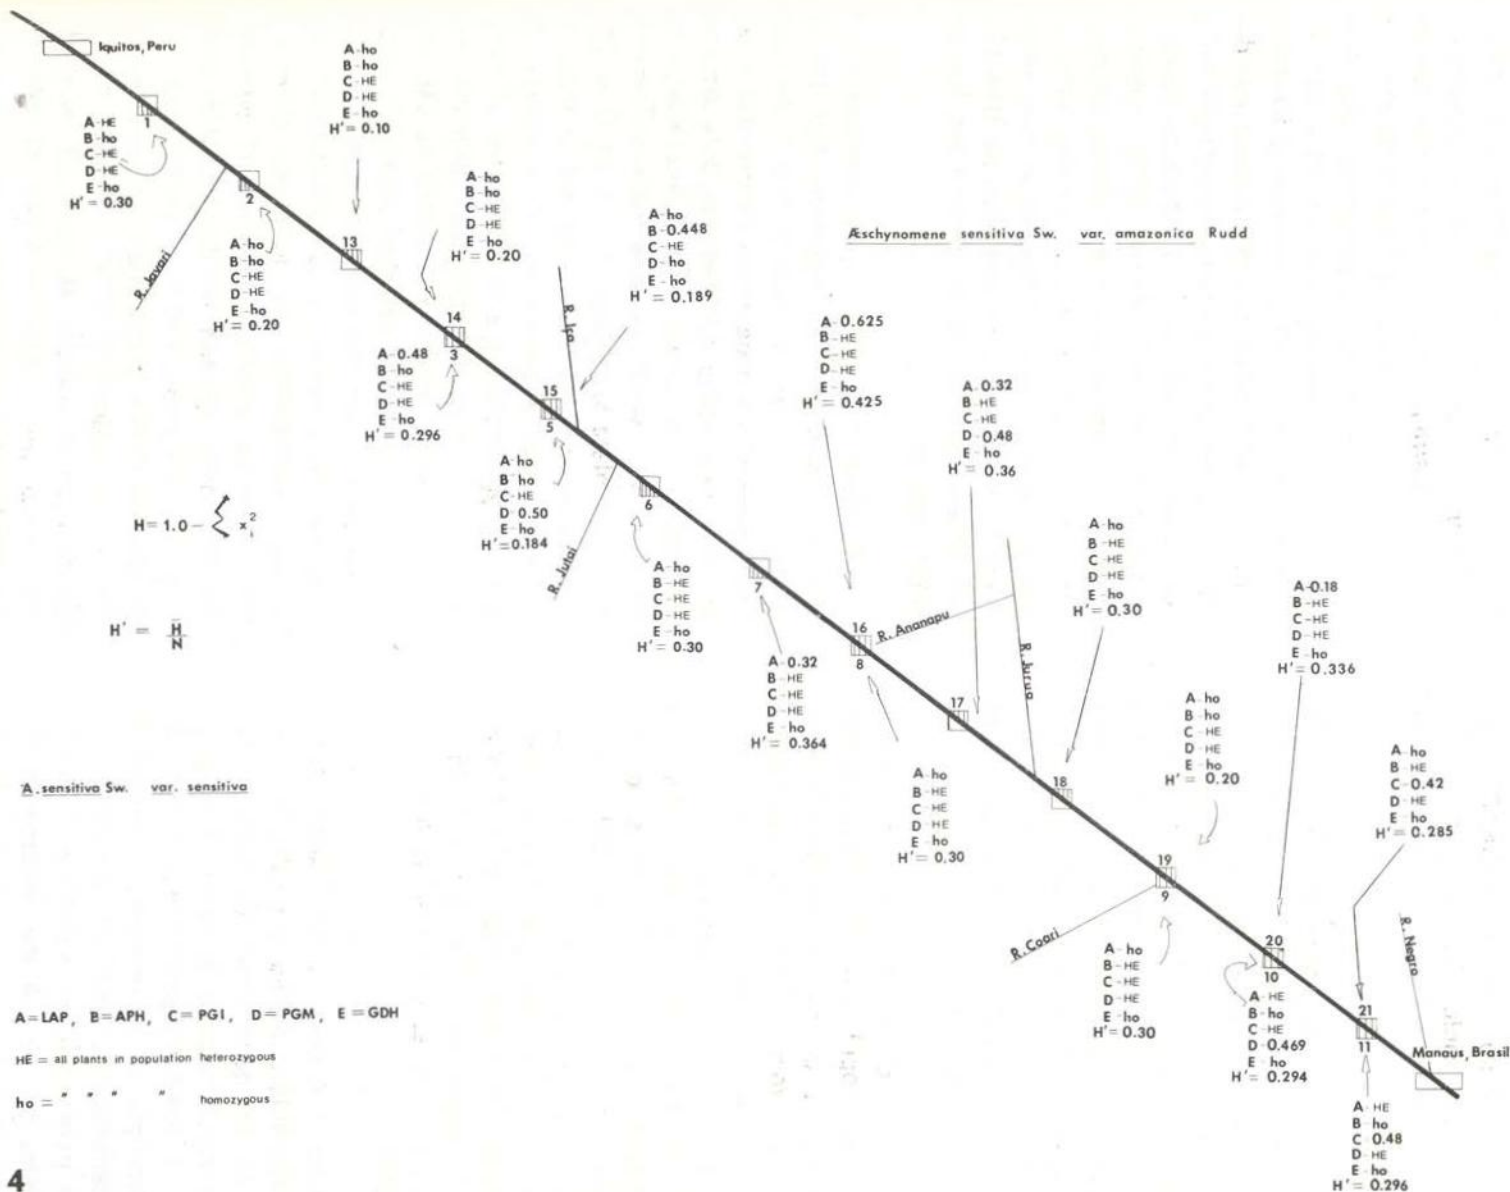 Iquitos, Peru
A-HE
B-ho
C-HE
D-HE
E-ho
H' = 0.30
1
R. Javari
2
A-ho
B-ho
C-HE
D-HE
E-ho
H' = 0.20
A-ho
B-ho
C-HE
D-HE
E-ho
H' = 0.10
13
A-ho
B-ho
C-HE
D-HE
E-ho
H' = 0.20
14
3
A-0.48
B-ho
C-HE
D-HE
E-ho
H' = 0.296
A-ho
B-0.448
C-HE
D-ho
E-ho
H' = 0.189
R. Iço
15
5
A-ho
B-ho
C-HE
D-0.50
E-ho
H' = 0.184
R. Jutai
6
A-ho
B-HE
C-HE
D-HE
E-ho
H' = 0.30
7
A-0.32
B-HE
C-HE
D-HE
E-ho
H' = 0.364
Æschynomene sensitiva Sw. var. amazonica Rudd
A-0.625
B-HE
C-HE
D-HE
E-ho
H' = 0.425
16
8
R. Ananapu
A-ho
B-HE
C-HE
D-HE
E-ho
H' = 0.30
A-0.32
B-HE
C-HE
D-0.48
E-ho
H' = 0.36
17
R. Jurua
A-ho
B-HE
C-HE
D-HE
E-ho
H' = 0.30
18
A-ho
B-ho
C-HE
D-HE
E-ho
H' = 0.20
19
9
R. Coari
A-ho
B-HE
C-HE
D-HE
E-ho
H' = 0.30
A-0.18
B-HE
C-HE
D-HE
E-ho
H' = 0.336
20
10
A-HE
B-ho
C-HE
D-0.469
E-ho
H' = 0.294
A-ho
B-HE
C-0.42
D-HE
E-ho
H' = 0.285
R. Negro
21
11
Manaus, Brasil
A-HE
B-ho
C-0.48
D-HE
E-ho
H' = 0.296
H = 1.0 - ∑ x_i^2
H' = H̄/N
A. sensitiva Sw. var. sensitiva
A=LAP, B=APH, C=PGI, D=PGM, E=GDH
HE = all plants in population heterozygous
ho = " " " " homozygous
4